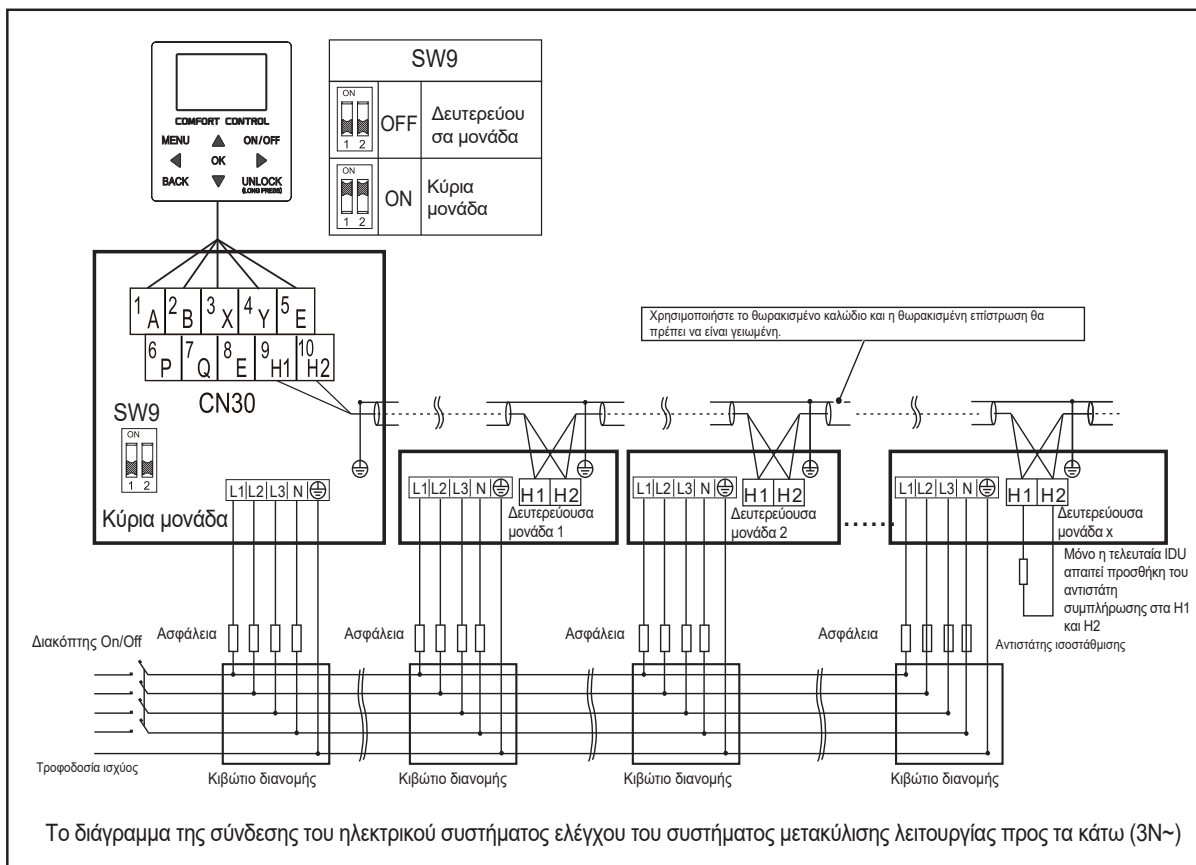 SW9
ON
1 2
OFF
Δευτερεύου
σα μονάδα
ON
1 2
ON
Κύρια
μονάδα
COMFORT CONTROL
MENU
ON/OFF
OK
BACK
UNLOCK
(LONG PRESS)
1 A
2 B
3 X
4 Y
5 E
6 P
7 Q
8 E
9 H1
10 H2
CN30
SW9
ON
1 2
Κύρια μονάδα
L1 L2 L3 N
Χρησιμοποιήστε το θωρακισμένο καλώδιο και η θωρακισμένη επίστρωση θα
πρέπει να είναι γειωμένη.
L1 L2 L3 N
H1 H2
Δευτερεύουσα
μονάδα 1
L1 L2 L3 N
H1 H2
Δευτερεύουσα
μονάδα 2
......
L1 L2 L3 N
H1 H2
Δευτερεύουσα
μονάδα x
Μόνο η τελευταία IDU
απαιτεί προσθήκη του
αντιστάτη
συμπλήρωσης στα H1
και H2
Αντιστάτης ισοστάθμισης
Διακόπτης On/Off
Ασφάλεια
Ασφάλεια
Ασφάλεια
Ασφάλεια
Τροφοδοσία ισχύος
Κιβώτιο διανομής
Κιβώτιο διανομής
Κιβώτιο διανομής
Κιβώτιο διανομής
Το διάγραμμα της σύνδεσης του ηλεκτρικού συστήματος ελέγχου του συστήματος μετακύλισης λειτουργίας προς τα κάτω (3N~)